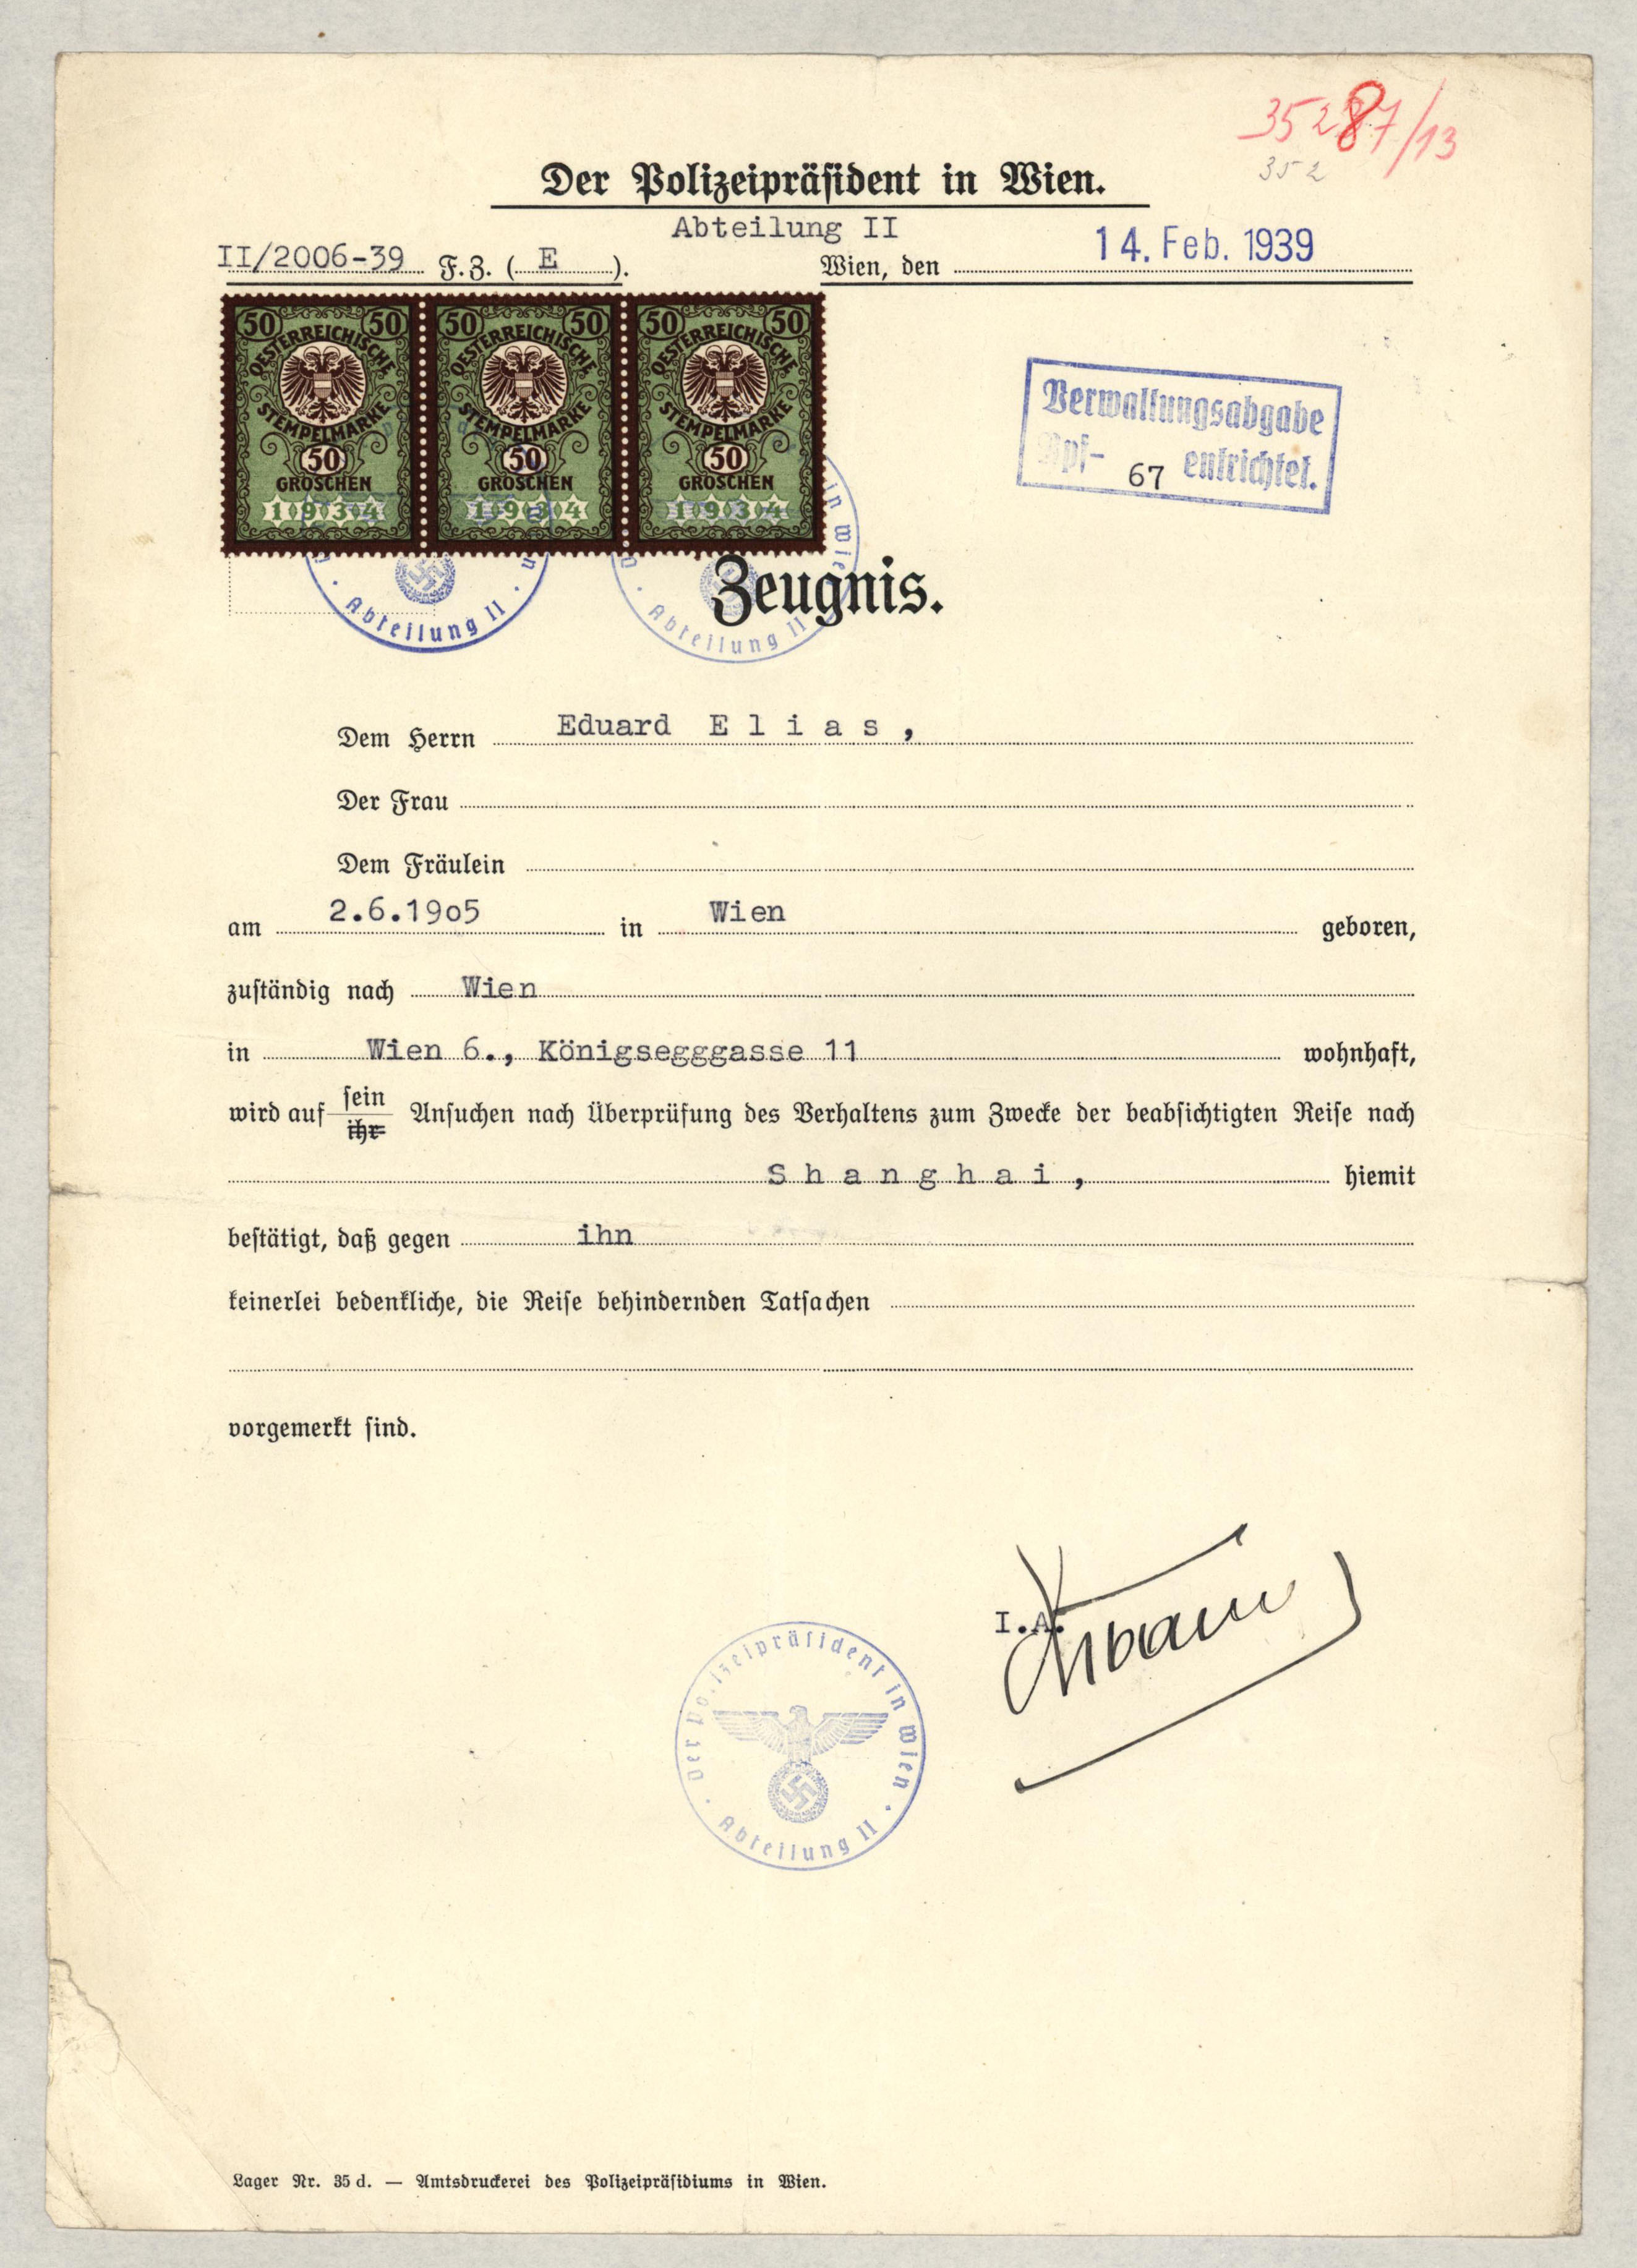 35287/13
352
Der Polizeipräsident in Wien.
Abteilung II
II/2006-39 F.Z. ( E ). Wien, den 14. Feb. 1939
50 50 50 50 50 50
OESTERREICHISCHE OESTERREICHISCHE OESTERREICHISCHE
STEMPELMARKE STEMPELMARKE STEMPELMARKE
50 50 50
GROSCHEN GROSCHEN GROSCHEN
1934 1934 1934
Verwaltungsabgabe
Rpf- 67 entrichtet.
Abteilung II
in Wien
Abteilung II
Zeugnis.
Dem Herrn Eduard E l i a s ,
Der Frau
Dem Fräulein
am 2.6.19o5 in Wien geboren,
zuständig nach Wien
in Wien 6., Königsegggasse 11 wohnhaft,
wird auf sein ihr Ansuchen nach Überprüfung des Verhaltens zum Zwecke der beabsichtigten Reise nach
S h a n g h a i , hiemit
bestätigt, daß gegen ihn
keinerlei bedenkliche, die Reise behindernden Tatsachen
vorgemerkt sind.
I.A.
Der Polizeipräsident in Wien
Abteilung II
Lager Nr. 35 d. — Amtsdruckerei des Polizeipräsidiums in Wien.